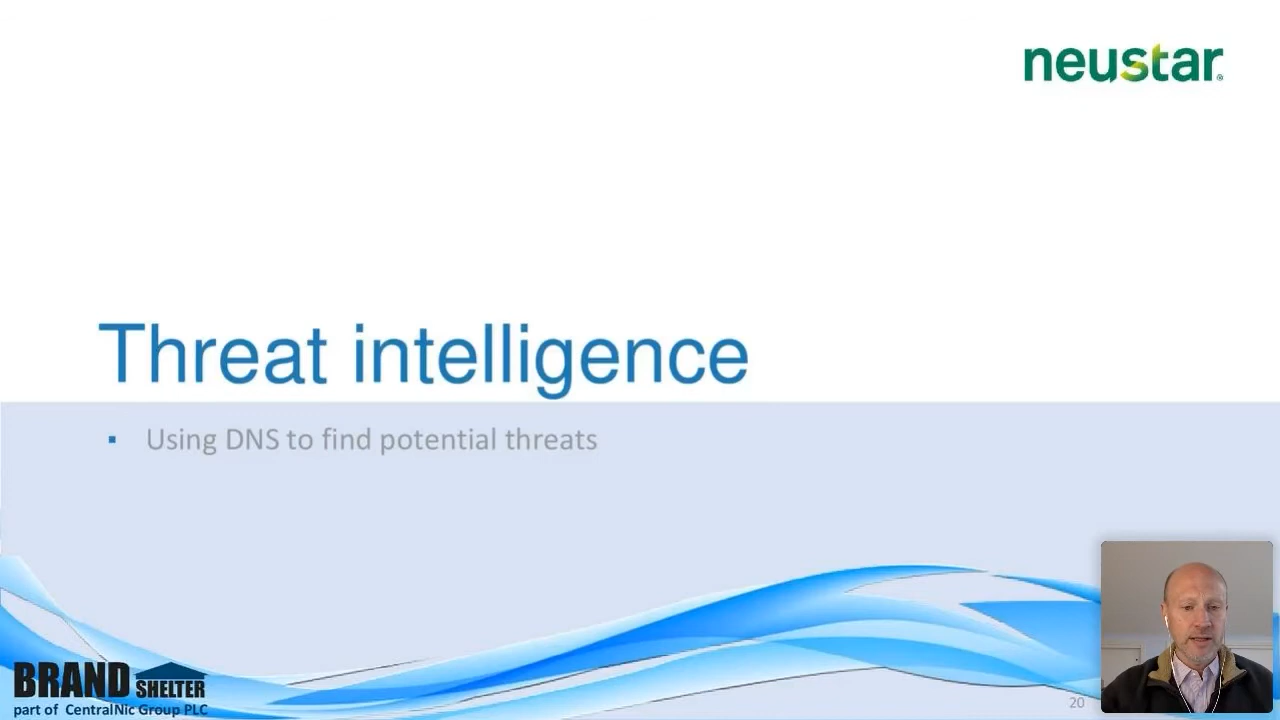 neustar®
Threat intelligence
▪ Using DNS to find potential threats
BRAND SHELTER
part of CentralNic Group PLC
20